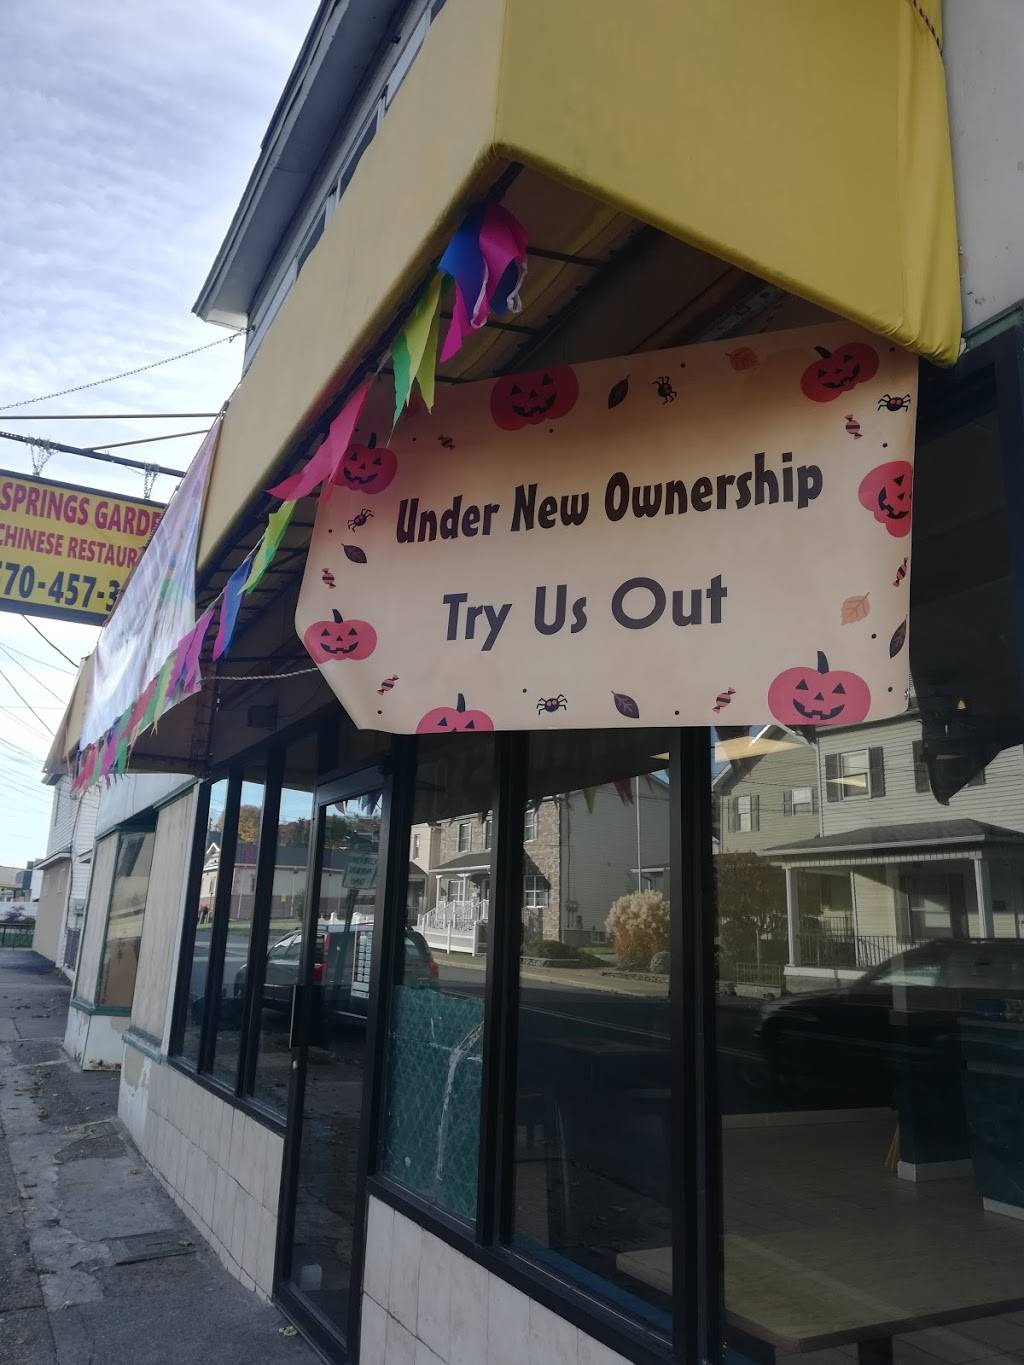 SPRINGS GARDE
CHINESE RESTAUR
570-457-3
Under New Ownership
Try Us Out